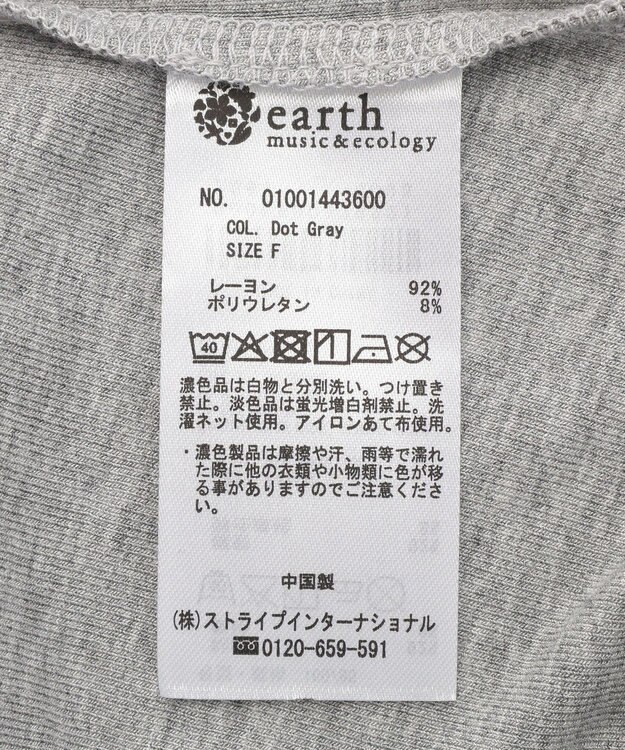 earth
music&ecology
NO. 01001443600
COL. Dot Gray
SIZE F
レーヨン 92%
ポリウレタン 8%
40
濃色品は白物と分別洗い。つけ置き
禁止。淡色品は蛍光増白剤禁止。洗
濯ネット使用。アイロンあて布使用。
・濃色製品は摩擦や汗、雨等で濡れ
た際に他の衣類や小物類に色が移
る事がありますのでご注意くださ
い。
中国製
(株)ストライプインターナショナル
0120-659-591